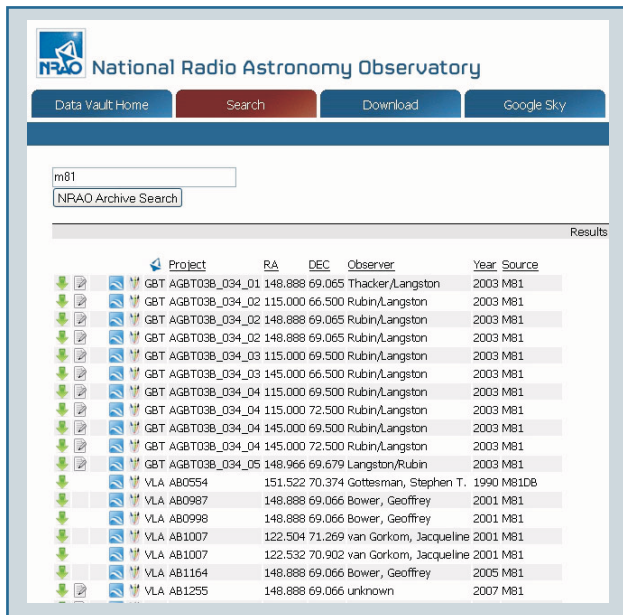 NRAO National Radio Astronomy Observatory
Data Vault Home Search Download Google Sky
m81
NRAO Archive Search
Results
Project RA DEC Observer Year Source
GBT AGBT03B_034_01 148.888 69.065 Thacker/Langston 2003 M81
GBT AGBT03B_034_02 115.000 66.500 Rubin/Langston 2003 M81
GBT AGBT03B_034_02 148.888 69.065 Rubin/Langston 2003 M81
GBT AGBT03B_034_02 148.888 69.065 Rubin/Langston 2003 M81
GBT AGBT03B_034_03 115.000 69.500 Rubin/Langston 2003 M81
GBT AGBT03B_034_03 145.000 66.500 Rubin/Langston 2003 M81
GBT AGBT03B_034_04 115.000 69.500 Rubin/Langston 2003 M81
GBT AGBT03B_034_04 115.000 72.500 Rubin/Langston 2003 M81
GBT AGBT03B_034_04 145.000 69.500 Rubin/Langston 2003 M81
GBT AGBT03B_034_04 145.000 72.500 Rubin/Langston 2003 M81
GBT AGBT03B_034_05 148.966 69.679 Langston/Rubin 2003 M81
VLA AB0554 151.522 70.374 Gottesman, Stephen T. 1990 M81DB
VLA AB0987 148.888 69.066 Bower, Geoffrey 2001 M81
VLA AB0998 148.888 69.066 Bower, Geoffrey 2001 M81
VLA AB1007 122.504 71.269 van Gorkom, Jacqueline 2001 M81
VLA AB1007 122.532 70.902 van Gorkom, Jacqueline 2001 M81
VLA AB1164 148.888 69.066 Bower, Geoffrey 2005 M81
VLA AB1255 148.888 69.066 unknown 2007 M81